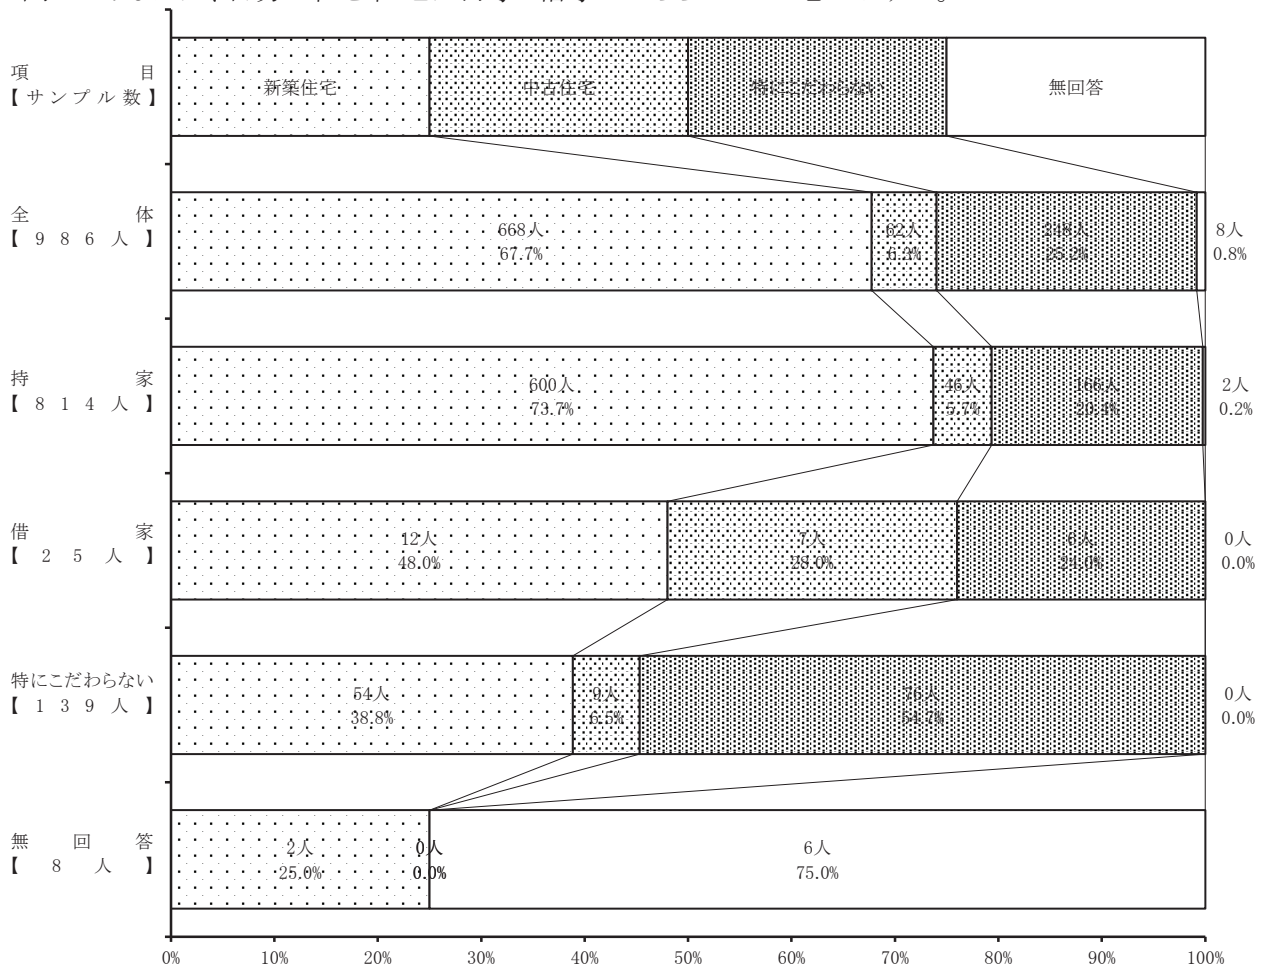 項目
【サンプル数】
新築住宅
中古住宅
特にこだわらない
無回答
全体
【986人】
668人
67.7%
62人
6.3%
248人
25.2%
8人
0.8%
持家
【814人】
600人
73.7%
46人
5.7%
166人
20.4%
2人
0.2%
借家
【25人】
12人
48.0%
7人
28.0%
6人
24.0%
0人
0.0%
特にこだわらない
【139人】
54人
38.8%
9人
6.5%
76人
54.7%
0人
0.0%
無回答
【8人】
2人
25.0%
0人
0.0%
6人
75.0%
0% 10% 20% 30% 40% 50% 60% 70% 80% 90% 100%